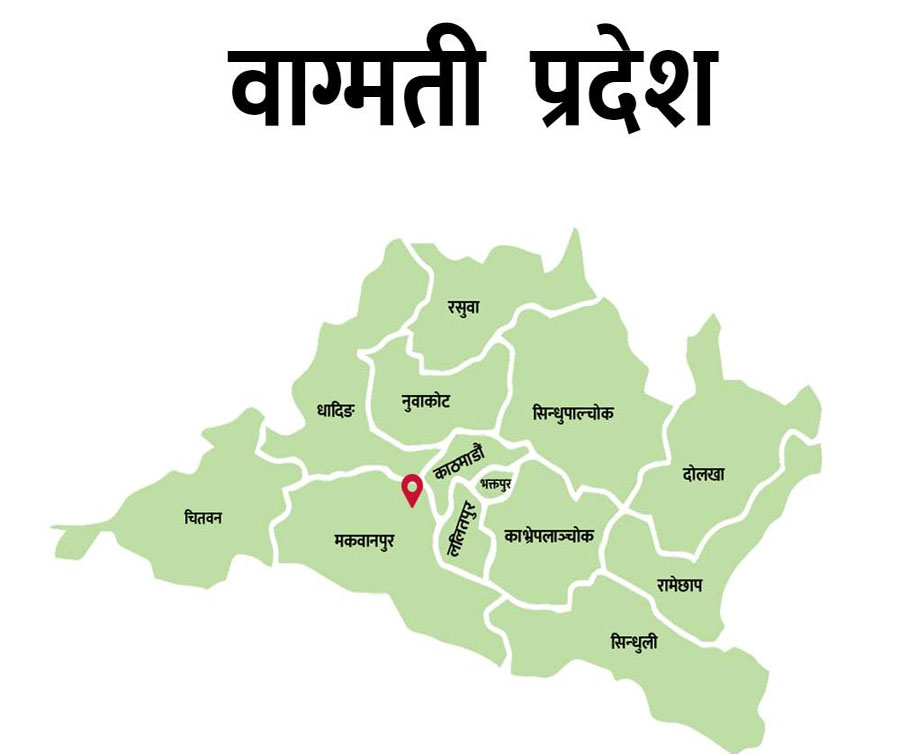 वाग्मती प्रदेश
रसुवा
धादिङ
नुवाकोट
सिन्धुपाल्चोक
काठमाडौं
भक्तपुर
दोलखा
चितवन
मकवानपुर
ललितपुर
काभ्रेपलाञ्चोक
रामेछाप
सिन्धुली